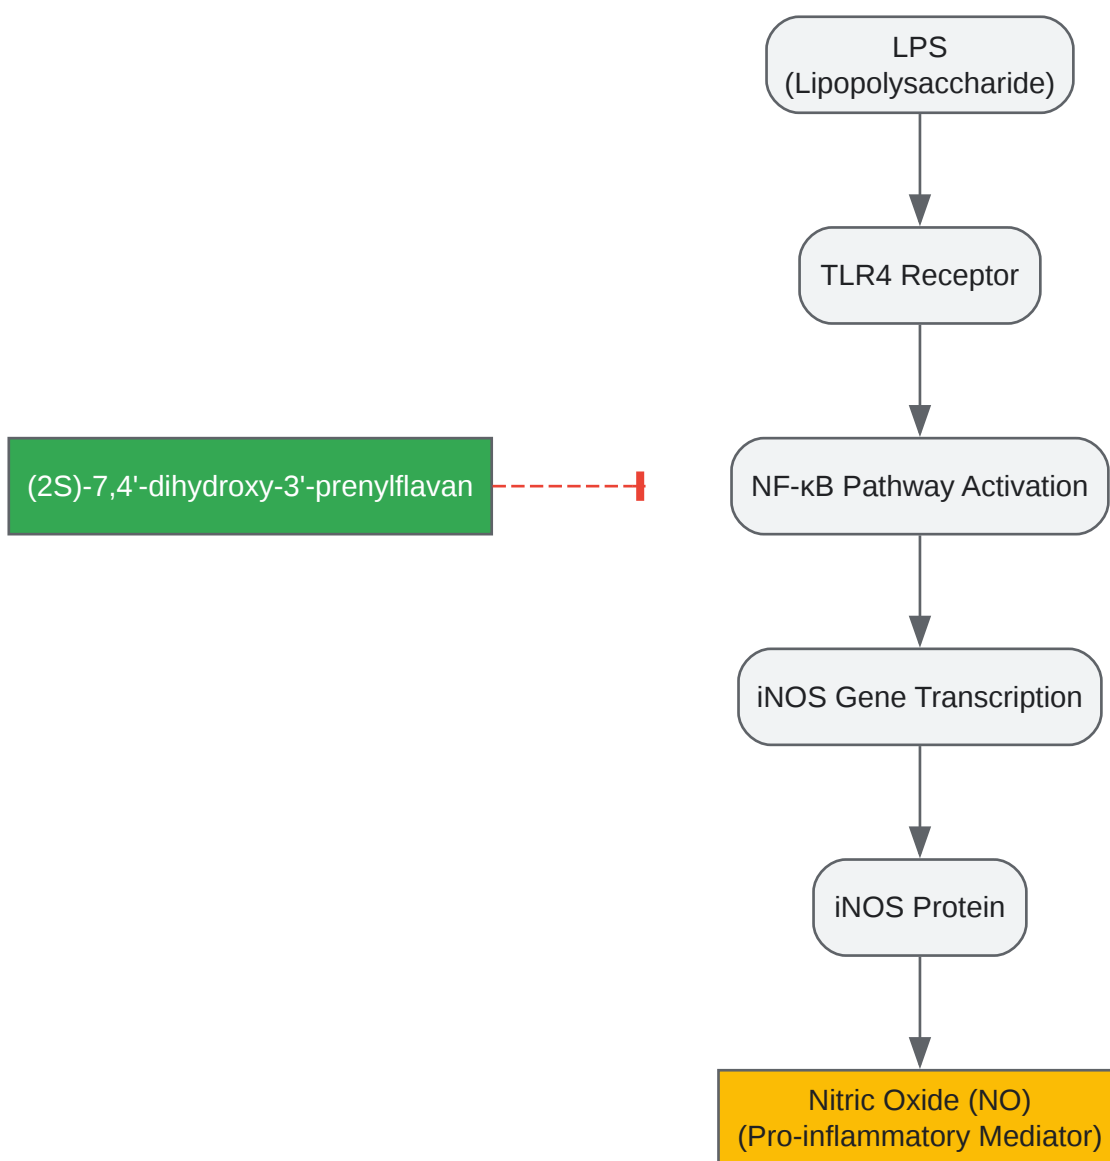 LPS
(Lipopolysaccharide)
TLR4 Receptor
(2S)-7,4'-dihydroxy-3'-prenylflavan
NF-κB Pathway Activation
iNOS Gene Transcription
iNOS Protein
Nitric Oxide (NO)
(Pro-inflammatory Mediator)